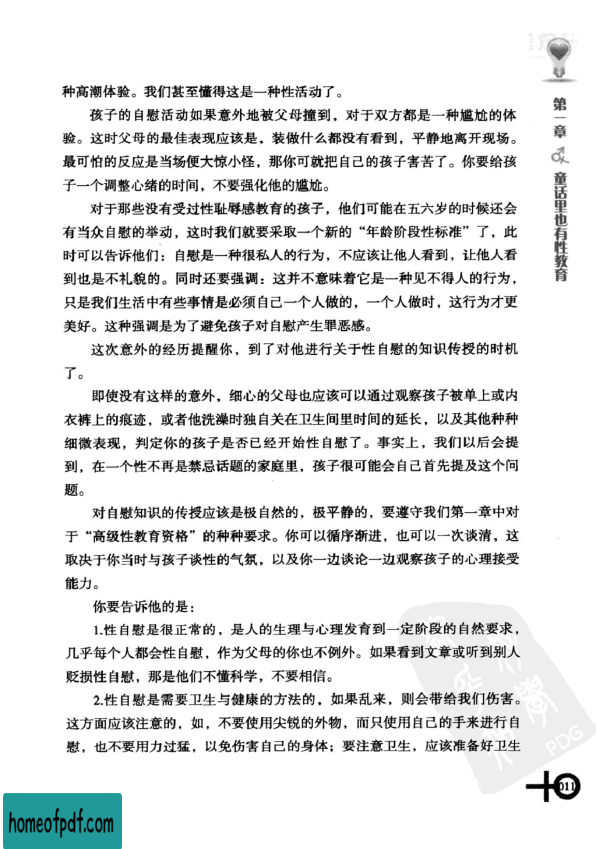 种高潮体验。我们甚至懂得这是一种性活动了。
孩子的自慰活动如果意外地被父母撞到，对于双方都是一种尴尬的体
验。这时父母的最佳表现应该是，装做什么都没有看到，平静地离开现场。
最可怕的反应是当场便大惊小怪，那你可就把自己的孩子害苦了。你要给孩
子一个调整心绪的时间，不要强化他的尴尬。
对于那些没有受过性耻辱感教育的孩子，他们可能在五六岁的时候还会
有当众自慰的举动，这时我们就要采取一个新的“年龄阶段性标准”了，此
时可以告诉他们：自慰是一种很私人的行为，不应该让他人看到，让他人看
到也是不礼貌的。同时还要强调：这并不意味着它是一种见不得人的行为，
只是我们生活中有些事情是必须自己一个人做的，一个人做时，这行为才更
美好。这种强调是为了避免孩子对自慰产生罪恶感。
这次意外的经历提醒你，到了对他进行关于性自慰的知识传授的时机
了。
即使没有这样的意外，细心的父母也应该可以通过观察孩子被单上或内
衣裤上的痕迹，或者他洗澡时独自关在卫生间里时间的延长，以及其他种种
细微表现，判定你的孩子是否已经开始性自慰了。事实上，我们以后会提
到，在一个性不再是禁忌话题的家庭里，孩子很可能会自己首先提及这个问
题。
对自慰知识的传授应该是极自然的，极平静的，要遵守我们第一章中对
于“高级性教育资格”的种种要求。你可以循序渐进，也可以一次谈清，这
取决于你当时与孩子谈性的气氛，以及你一边谈论一边观察孩子的心理接受
能力。
你要告诉他的是：
1.性自慰是很正常的，是人的生理与心理发育到一定阶段的自然要求，
几乎每个人都会性自慰，作为父母的你也不例外。如果看到文章或听到别人
贬损性自慰，那是他们不懂科学，不要相信。
2.性自慰是需要卫生与健康的方法的，如果乱来，则会带给我们伤害。
这方面应该注意的，如，不要使用尖锐的外物，而只使用自己的手来进行自
慰，也不要用力过猛，以免伤害自己的身体；要注意卫生，应该准备好卫生
第一章
童话里也有性教育
PDG
011
homeofpdf.com